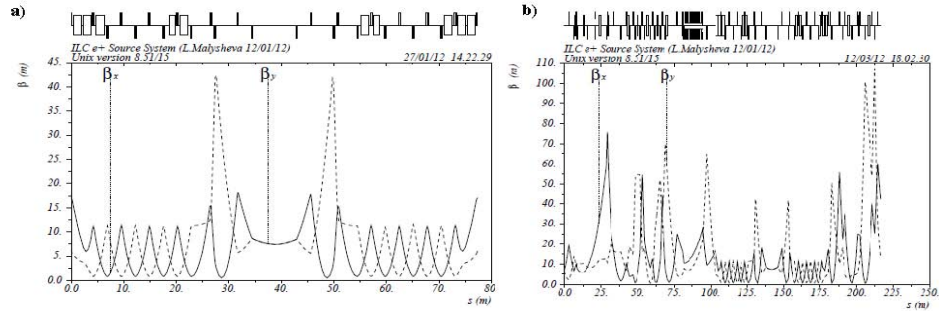 a)
ILC e+ Source System (L.Malysheva 12/01/12)
Unix version 8.51/15 27/01/12 14.22.29
β (m)
45.
40.
35.
30.
25.
20.
15.
10.
5.
0.
βx βy
0.0 10. 20. 30. 40. 50. 60. 70. 80.
s (m)
b)
ILC e+ Source System (L.Malysheva 12/01/12)
Unix version 8.51/15 12/03/12 18.02.30
β (m)
110.
100.
90.
80.
70.
60.
50.
40.
30.
20.
10.
0.0
βx βy
0.0 25. 50. 75. 100. 125. 150. 175. 200. 225. 250.
s (m)